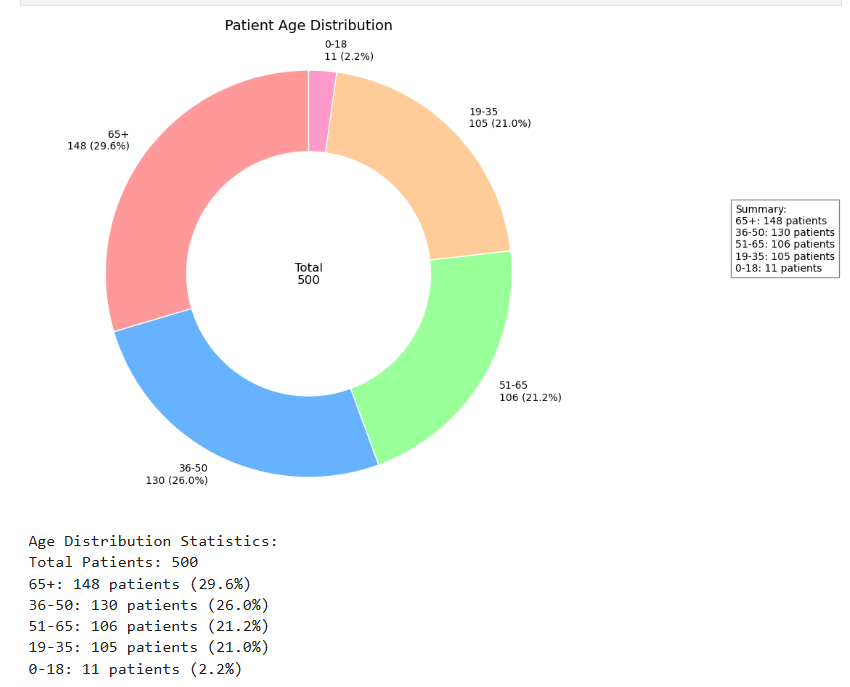 Patient Age Distribution
0-18
11 (2.2%)
19-35
105 (21.0%)
65+
148 (29.6%)
Summary:
65+: 148 patients
36-50: 130 patients
51-65: 106 patients
19-35: 105 patients
0-18: 11 patients
Total
500
51-65
106 (21.2%)
36-50
130 (26.0%)
Age Distribution Statistics:
Total Patients: 500
65+: 148 patients (29.6%)
36-50: 130 patients (26.0%)
51-65: 106 patients (21.2%)
19-35: 105 patients (21.0%)
0-18: 11 patients (2.2%)